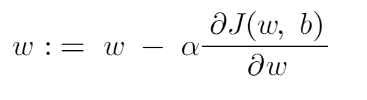 w := w − α ∂J(w, b)/∂w